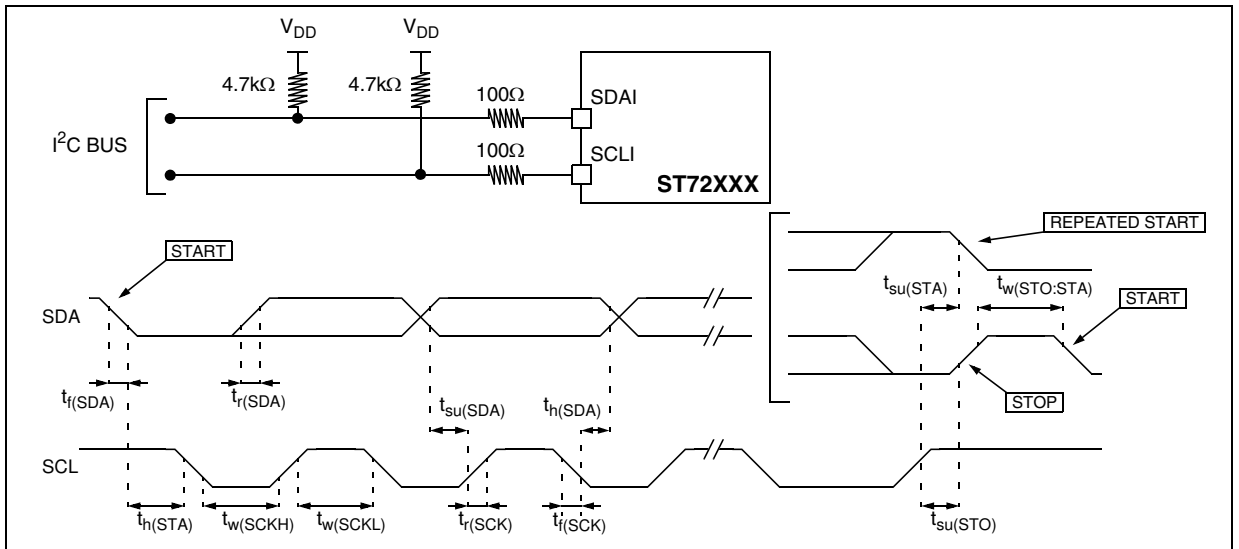 VDD VDD
4.7kΩ 4.7kΩ
100Ω
SDAI
I2C BUS
100Ω
SCLI
ST72XXX
REPEATED START
START
tsu(STA)
tw(STO:STA)
START
SDA
tf(SDA)
tr(SDA)
tsu(SDA)
th(SDA)
STOP
SCL
th(STA)
tw(SCKH)
tw(SCKL)
tr(SCK)
tf(SCK)
tsu(STO)